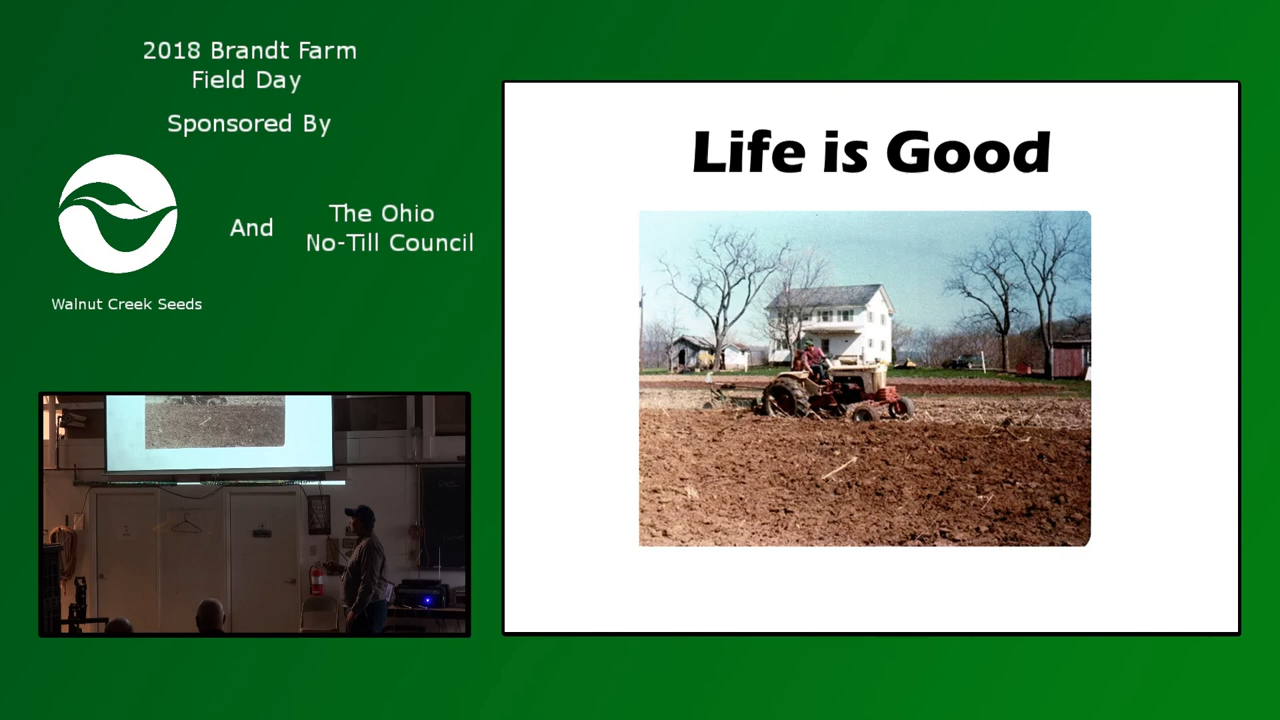 2018 Brandt Farm
Field Day
Sponsored By
And
The Ohio
No-Till Council
Walnut Creek Seeds
Life is Good